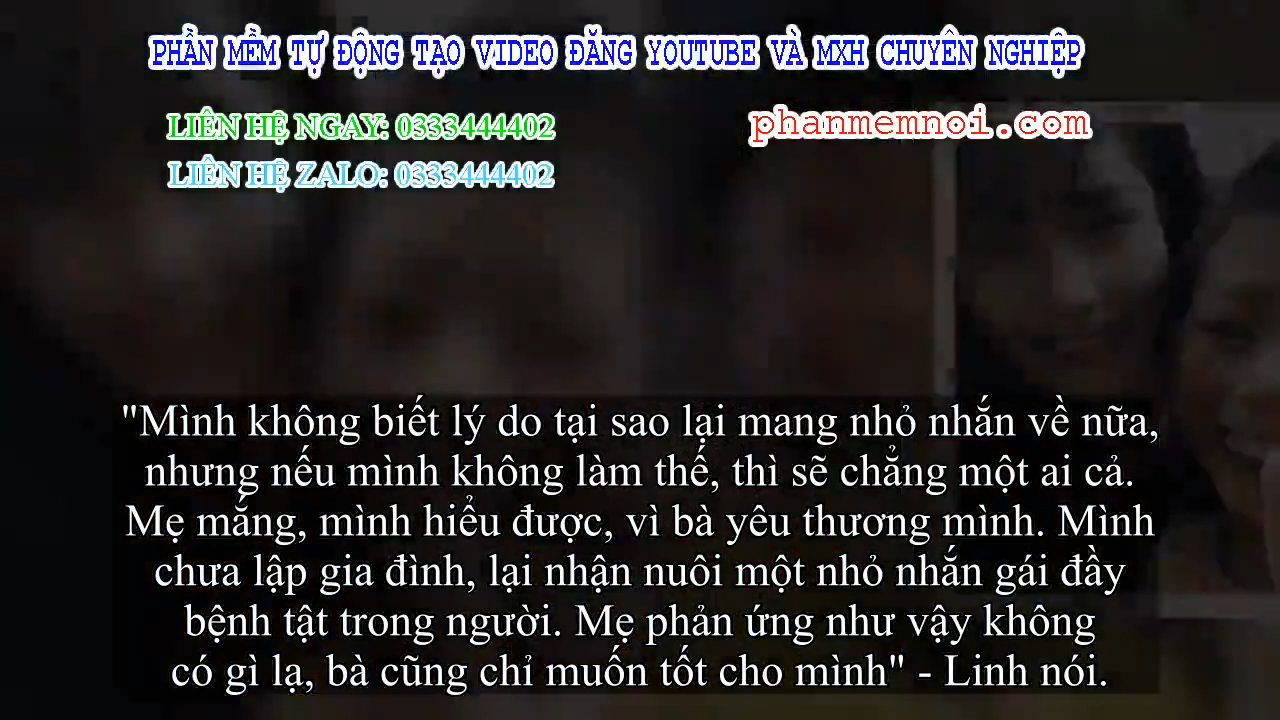 PHẦN MỀM TỰ ĐỘNG TẠO VIDEO ĐĂNG YOUTUBE VÀ MXH CHUYÊN NGHIỆP
LIÊN HỆ NGAY: 0333444402
phanmemnoi.com
LIÊN HỆ ZALO: 0333444402
"Mình không biết lý do tại sao lại mang nhỏ nhắn về nữa,
nhưng nếu mình không làm thế, thì sẽ chẳng một ai cả.
Mẹ mắng, mình hiểu được, vì bà yêu thương mình. Mình
chưa lập gia đình, lại nhận nuôi một nhỏ nhắn gái đầy
bệnh tật trong người. Mẹ phản ứng như vậy không
có gì lạ, bà cũng chỉ muốn tốt cho mình" - Linh nói.